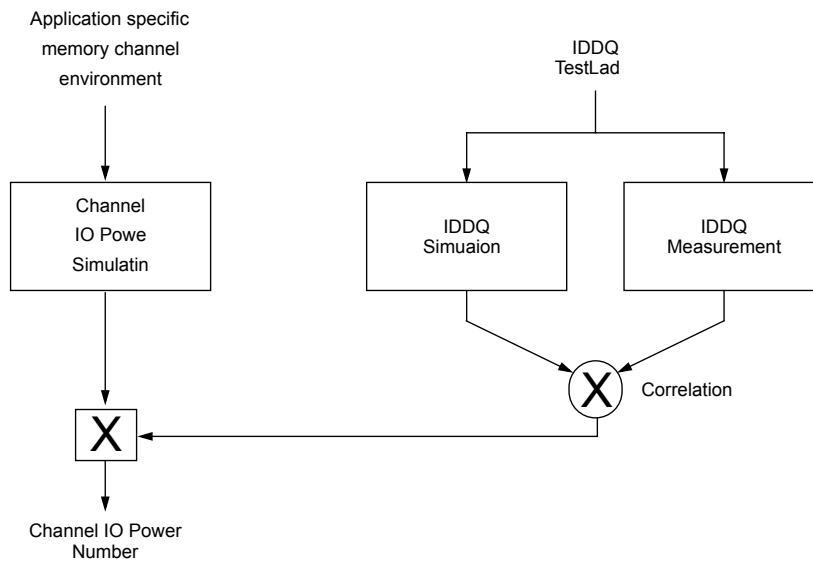 Application specific
memory channel
environment
IDDQ
TestLad
Channel
IO Powe
Simulatin
IDDQ
Simuaion
IDDQ
Measurement
X
Correlation
X
Channel IO Power
Number